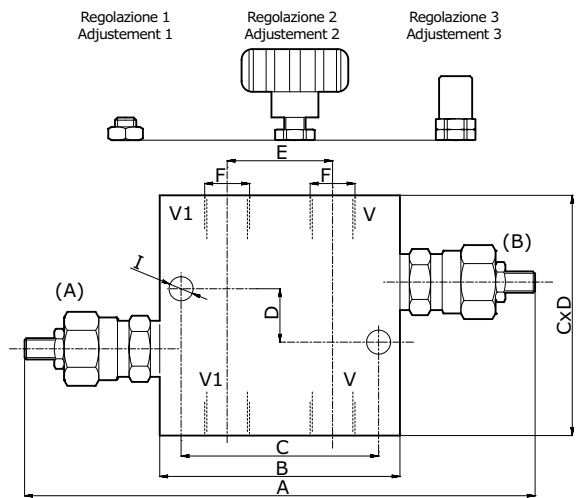 Regolazione 1
Adjustement 1
Regolazione 2
Adjustement 2
Regolazione 3
Adjustement 3
E
F
F
V1
V
I
(A)
(B)
D
CxD
V1
V
C
B
A